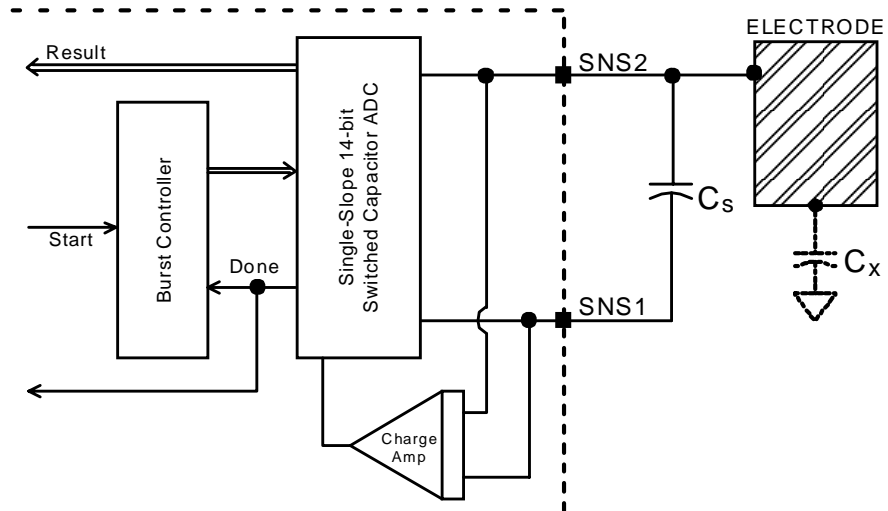 ELECTRODE
Result
SNS2
Single-Slope 14-bit
Switched Capacitor ADC
Burst Controller
Cs
Start
Done
Cx
SNS1
Charge
Amp